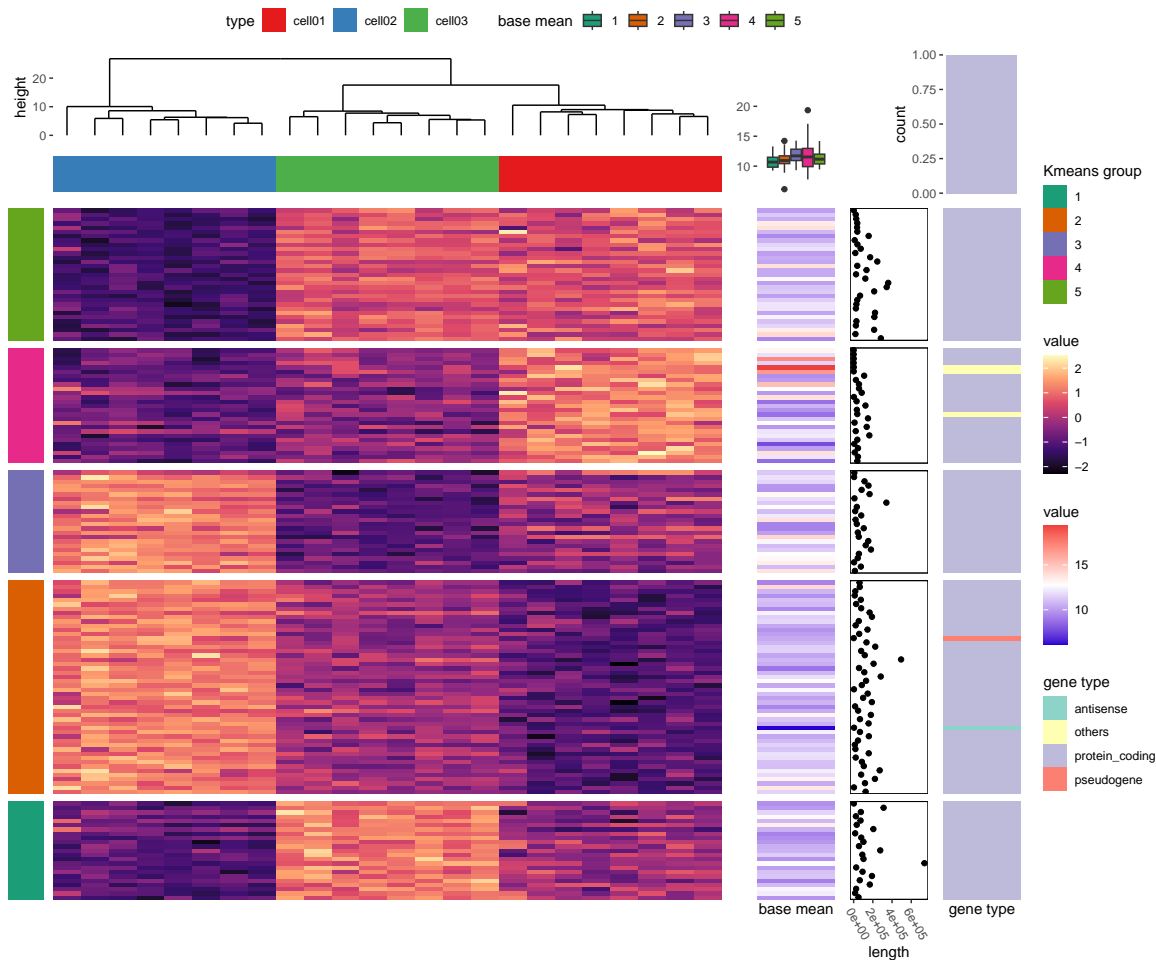 type cell01 cell02 cell03 base mean 1 2 3 4 5
height
20
10
0
20
15
10
count
1.00
0.75
0.50
0.25
0.00
Kmeans group
1
2
3
4
5
value
2
1
0
−1
−2
value
15
10
gene type
antisense
others
protein_coding
pseudogene
base mean
0e+00
2e+05
4e+05
6e+05
length
gene type